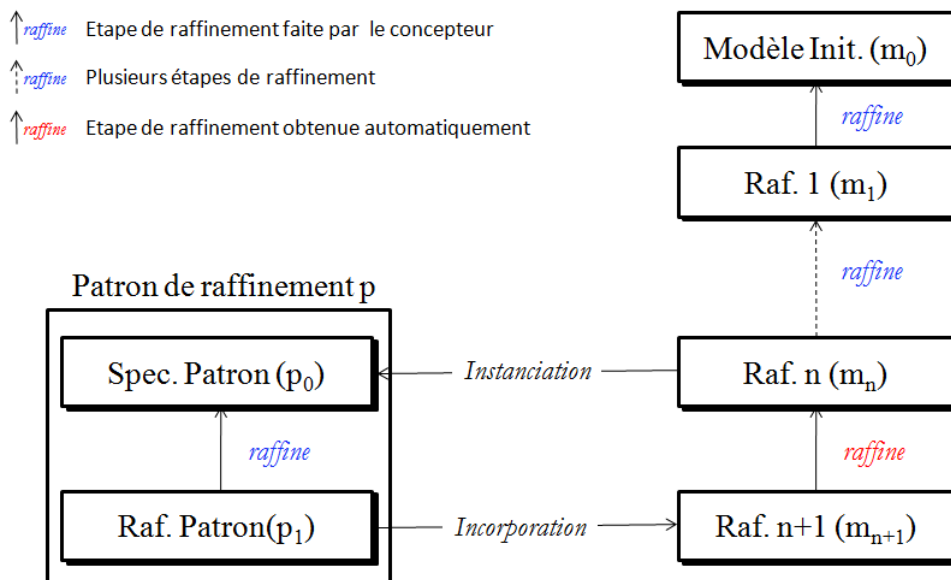 raffine Etape de raffinement faite par le concepteur
raffine Plusieurs étapes de raffinement
raffine Etape de raffinement obtenue automatiquement
Modèle Init. (m₀)
raffine
Raf. 1 (m₁)
raffine
Patron de raffinement p
Spec. Patron (p₀)
Instanciation
Raf. n (mₙ)
raffine
raffine
Raf. Patron(p₁)
Incorporation
Raf. n+1 (mₙ₊₁)